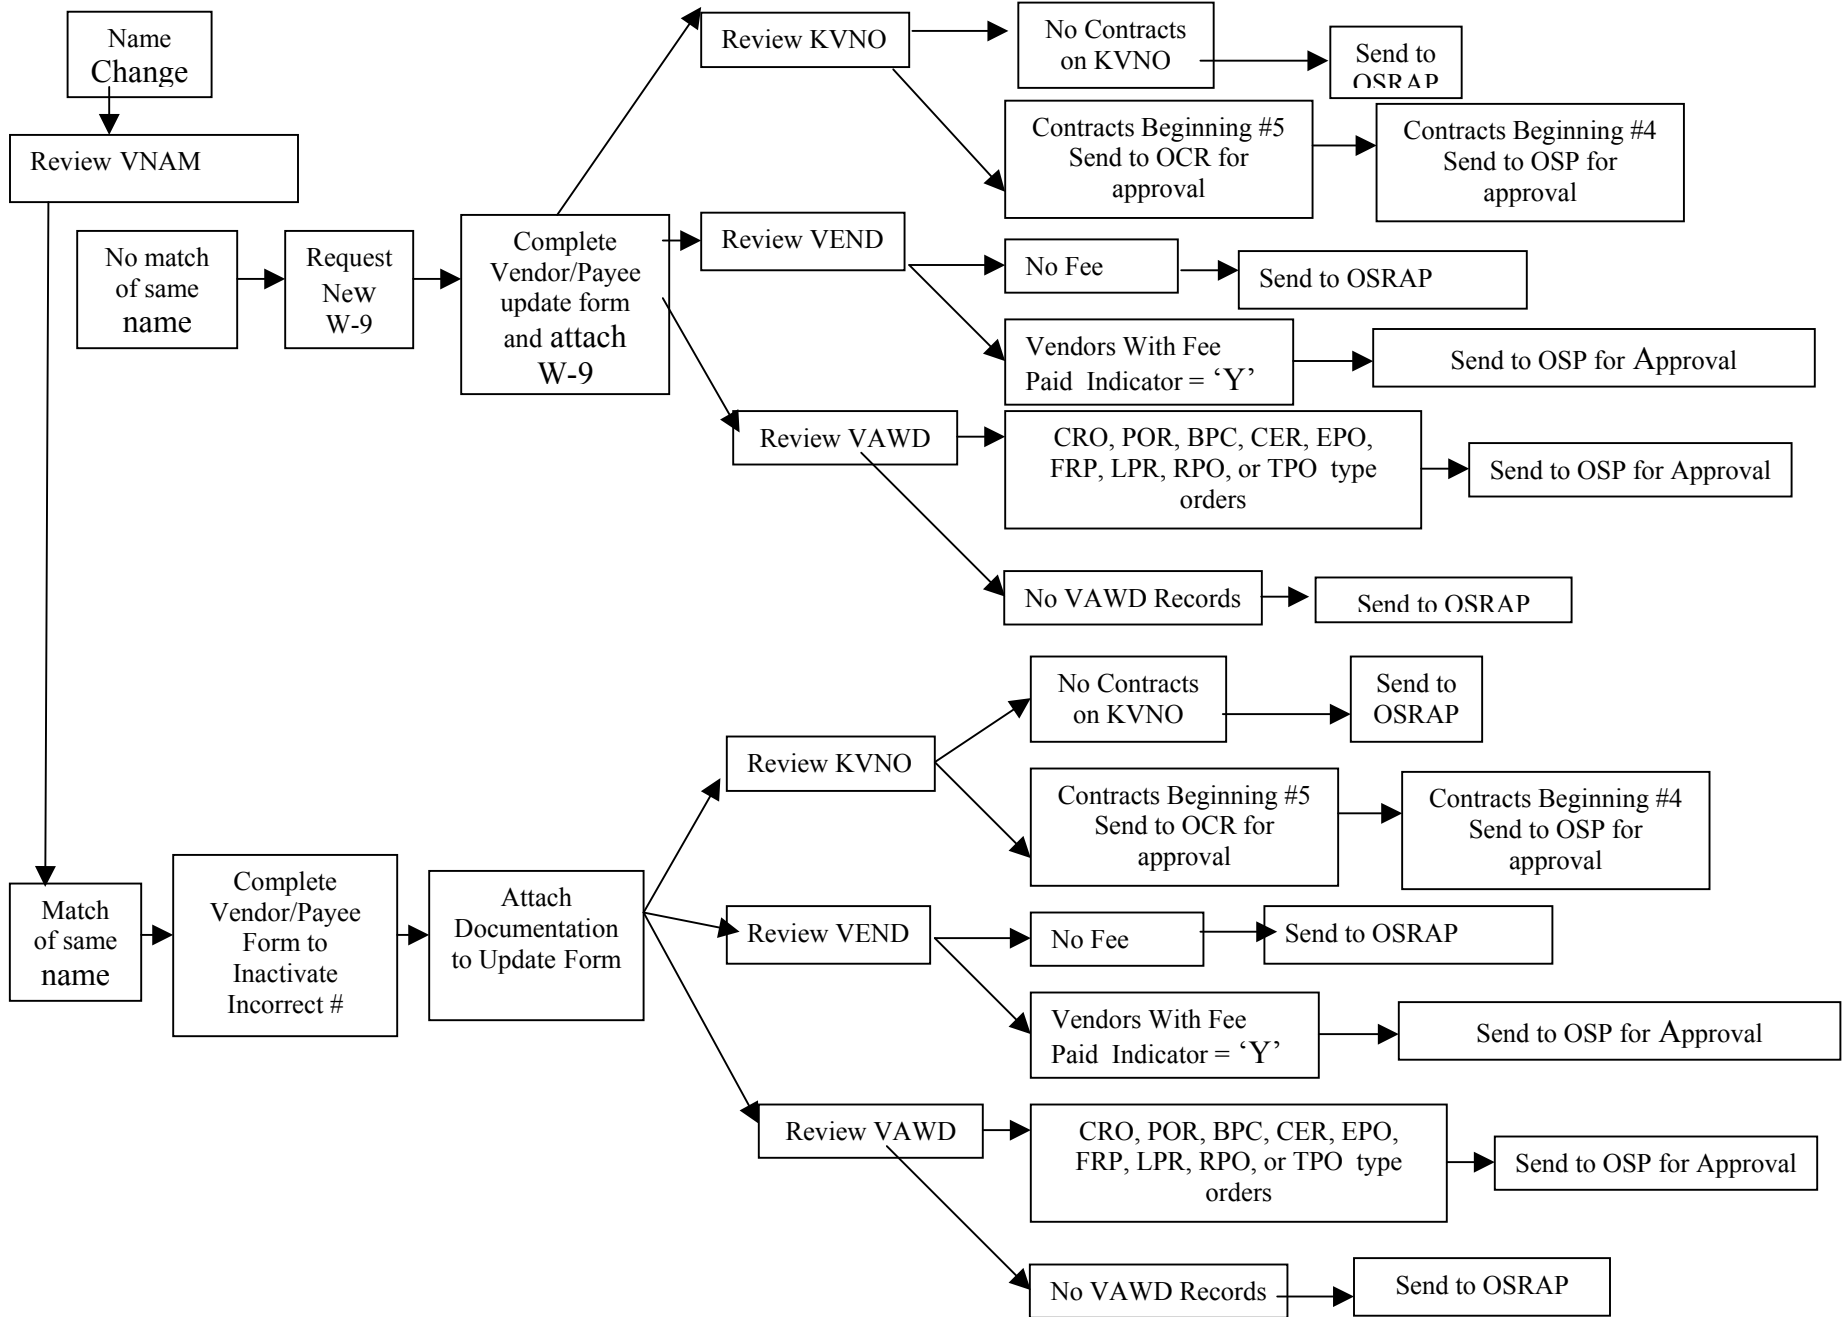 Name
Change
Review VNAM
No match
of same
name
Request
New
W-9
Complete
Vendor/Payee
update form
and attach
W-9
Review KVNO
No Contracts
on KVNO
Send to
OSRAP
Contracts Beginning #5
Send to OCR for
approval
Contracts Beginning #4
Send to OSP for
approval
Review VEND
No Fee
Send to OSRAP
Vendors With Fee
Paid Indicator = ‘Y’
Send to OSP for Approval
Review VAWD
CRO, POR, BPC, CER, EPO,
FRP, LPR, RPO, or TPO type
orders
Send to OSP for Approval
No VAWD Records
Send to OSRAP
Match
of same
name
Complete
Vendor/Payee
Form to
Inactivate
Incorrect #
Attach
Documentation
to Update Form
Review KVNO
No Contracts
on KVNO
Send to
OSRAP
Contracts Beginning #5
Send to OCR for
approval
Contracts Beginning #4
Send to OSP for
approval
Review VEND
No Fee
Send to OSRAP
Vendors With Fee
Paid Indicator = ‘Y’
Send to OSP for Approval
Review VAWD
CRO, POR, BPC, CER, EPO,
FRP, LPR, RPO, or TPO type
orders
Send to OSP for Approval
No VAWD Records
Send to OSRAP